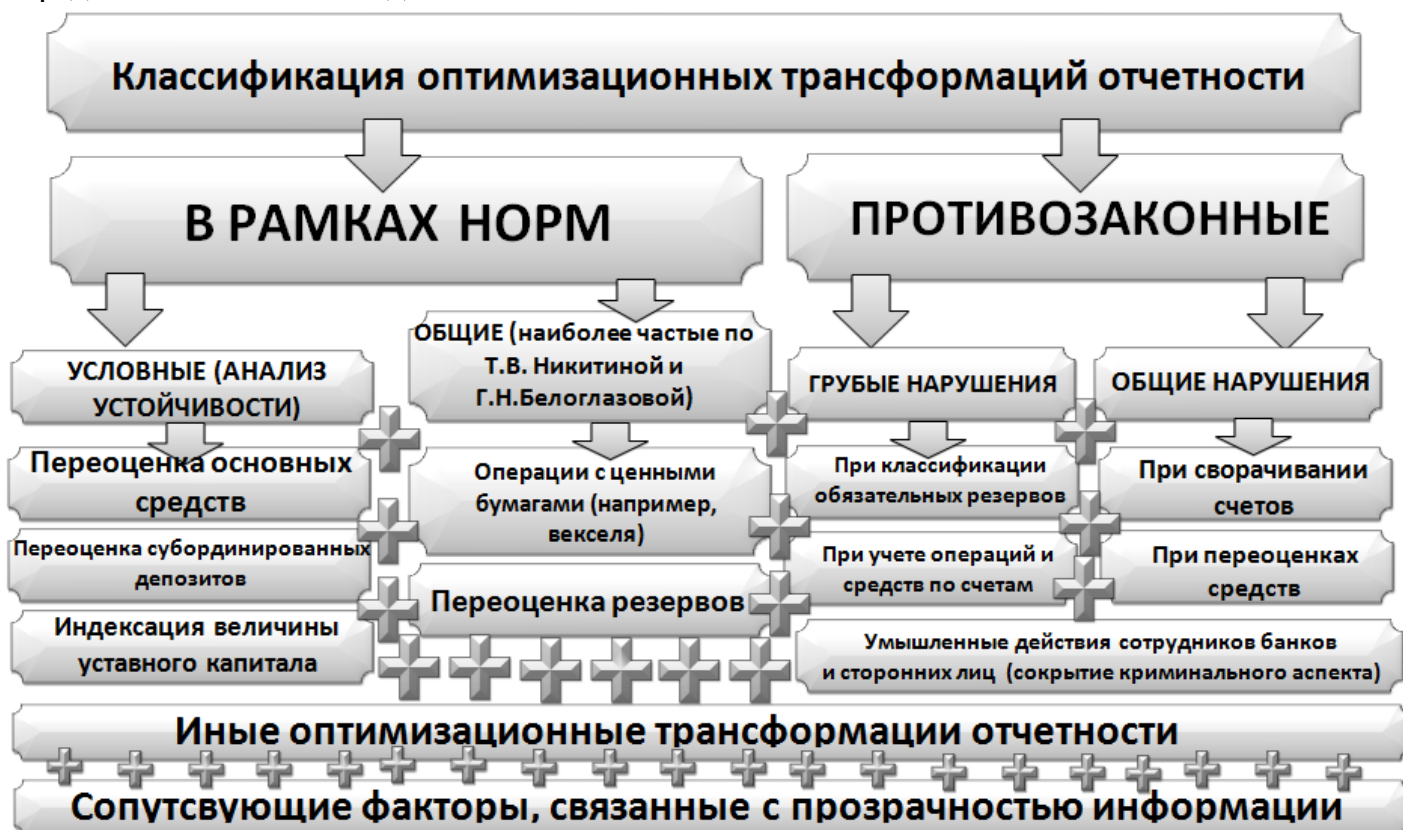 Классификация оптимизационных трансформаций отчетности
В РАМКАХ НОРМ
ПРОТИВОЗАКОННЫЕ
УСЛОВНЫЕ (АНАЛИЗ
УСТОЙЧИВОСТИ)
Переоценка основных
средств
Переоценка субординированных
депозитов
Индексация величины
уставного капитала
ОБЩИЕ (наиболее частые по
Т.В. Никитиной и
Г.Н.Белоглазовой)
Операции с ценными
бумагами (например,
векселя)
Переоценка резервов
ГРУБЫЕ НАРУШЕНИЯ
При классификации
обязательных резервов
При учете операций и
средств по счетам
ОБЩИЕ НАРУШЕНИЯ
При сворачивании
счетов
При переоценках
средств
Умышленные действия сотрудников банков
и сторонних лиц (сокрытие криминального аспекта)
Иные оптимизационные трансформации отчетности
Сопутсвующие факторы, связанные с прозрачностью информации